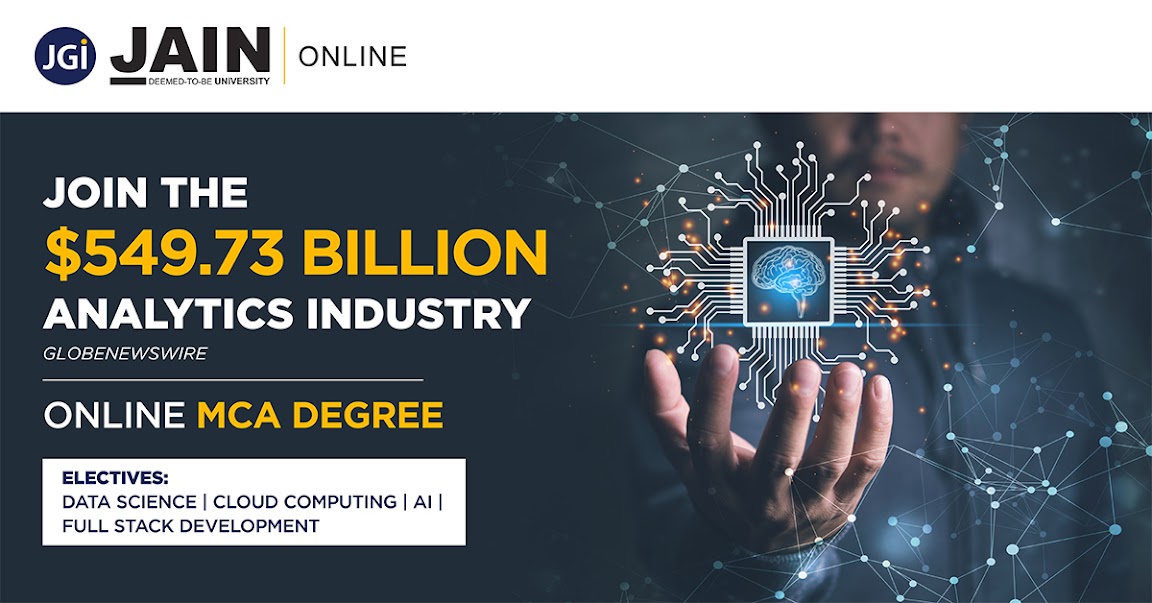 JGi JAIN ONLINE
DEEMED-TO-BE UNIVERSITY
JOIN THE
$549.73 BILLION
ANALYTICS INDUSTRY
GLOBENEWSWIRE
ONLINE MCA DEGREE
ELECTIVES:
DATA SCIENCE | CLOUD COMPUTING | AI |
FULL STACK DEVELOPMENT